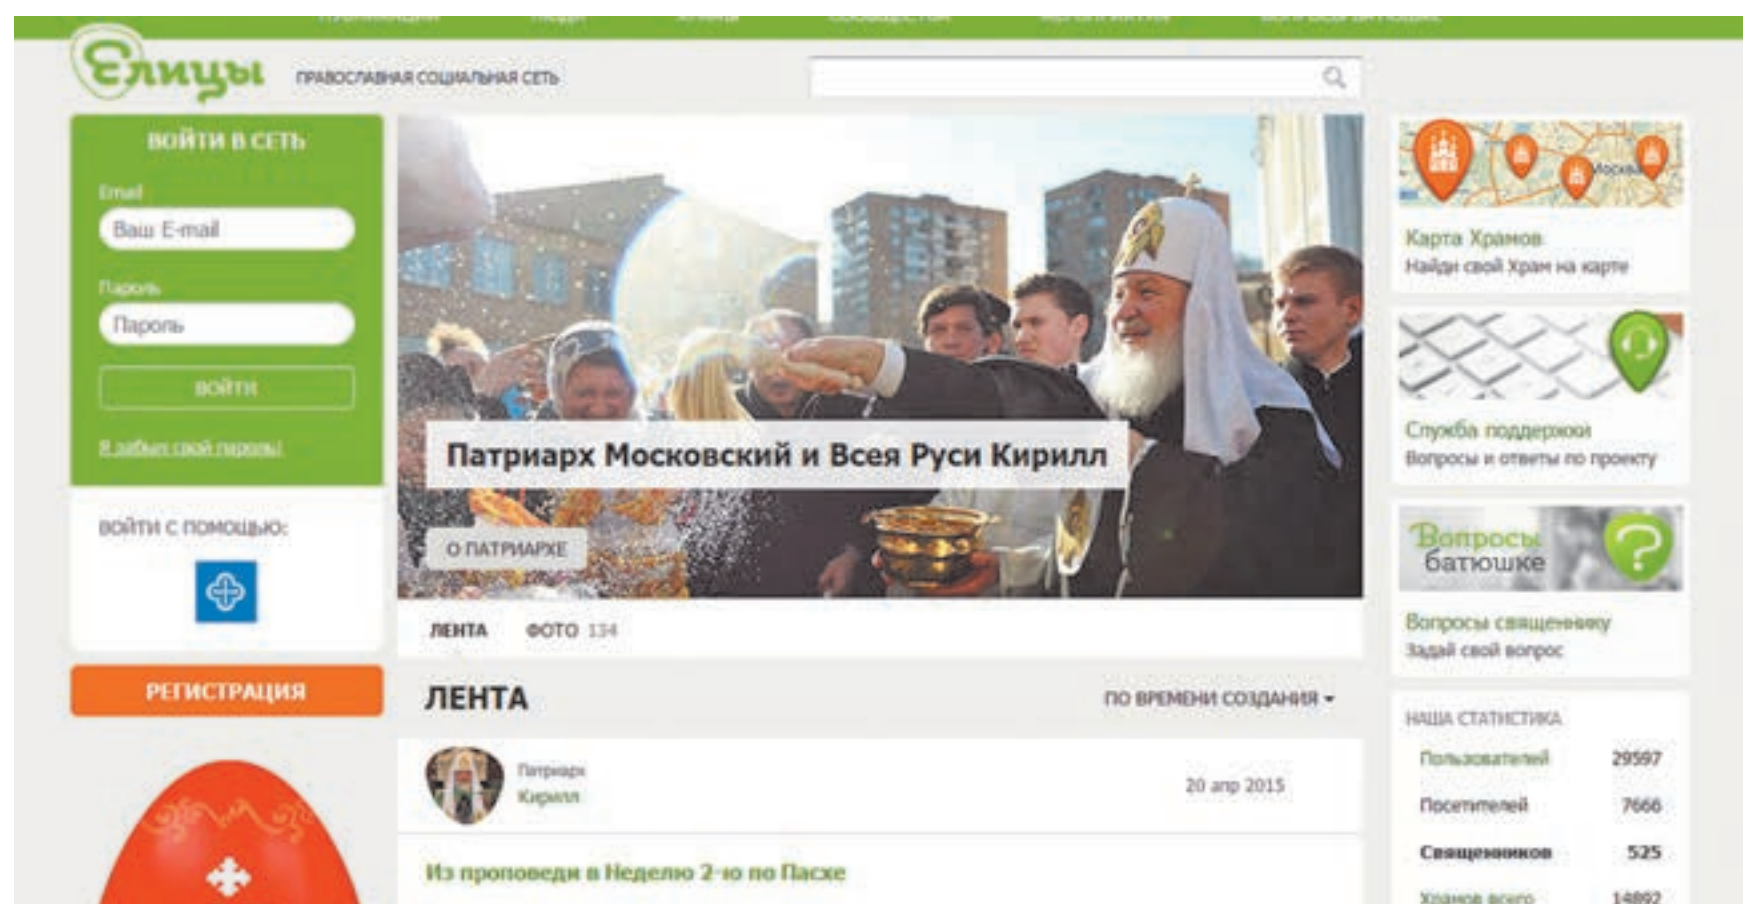 Елицы
ПРАВОСЛАВНАЯ СОЦИАЛЬНАЯ СЕТЬ
ВОЙТИ В СЕТЬ
Email
Ваш E-mail
Пароль
Пароль
ВОЙТИ
Я забыл свой пароль!
ВОЙТИ С ПОМОЩЬЮ:
РЕГИСТРАЦИЯ
Патриарх Московский и Всея Руси Кирилл
О ПАТРИАРХЕ
ЛЕНТА ФОТО 134
ЛЕНТА
ПО ВРЕМЕНИ СОЗДАНИЯ
Патриарх
Кирилл
20 апр 2015
Из проповеди в Неделю 2-ю по Пасхе
Москва
Карта Храмов
Найди свой Храм на карте
Служба поддержки
Вопросы и ответы по проекту
Вопросы
батюшке
Вопросы священнику
Задай свой вопрос
НАША СТАТИСТИКА
Пользователей 29597
Посетителей 7666
Священников 525
Храмов всего 14892